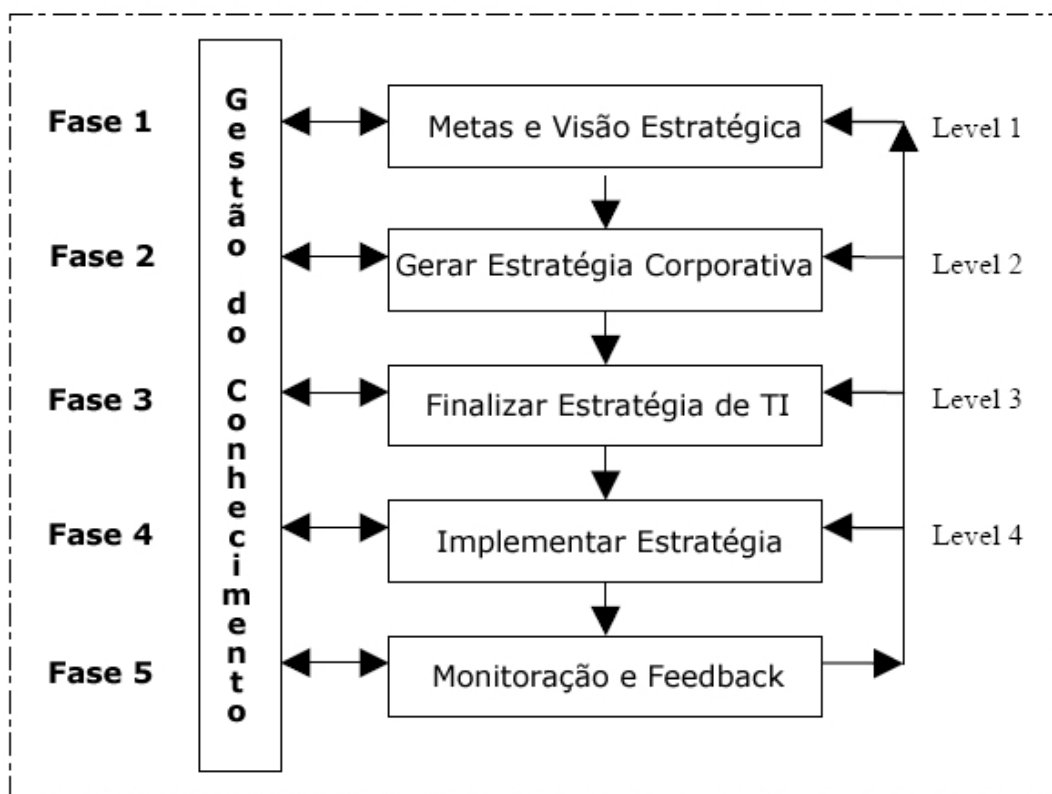 Gestão do Conhecimento
Fase 1
Metas e Visão Estratégica
Level 1
Fase 2
Gerar Estratégia Corporativa
Level 2
Fase 3
Finalizar Estratégia de TI
Level 3
Fase 4
Implementar Estratégia
Level 4
Fase 5
Monitoração e Feedback